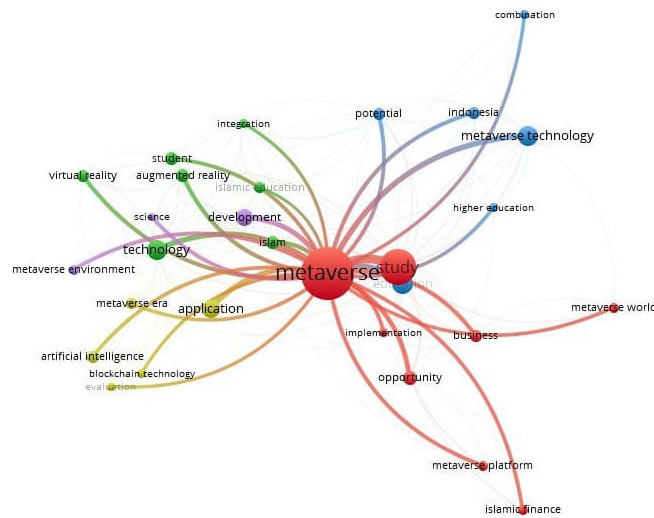 combination
potential
indonesia
integration
metaverse technology
student
virtual reality
augmented reality
islamic education
higher education
science
development
islam
technology
metaverse environment
metaverse
study
education
metaverse era
application
metaverse world
implementation
business
artificial intelligence
blockchain technology
opportunity
evaluation
metaverse platform
islamic finance